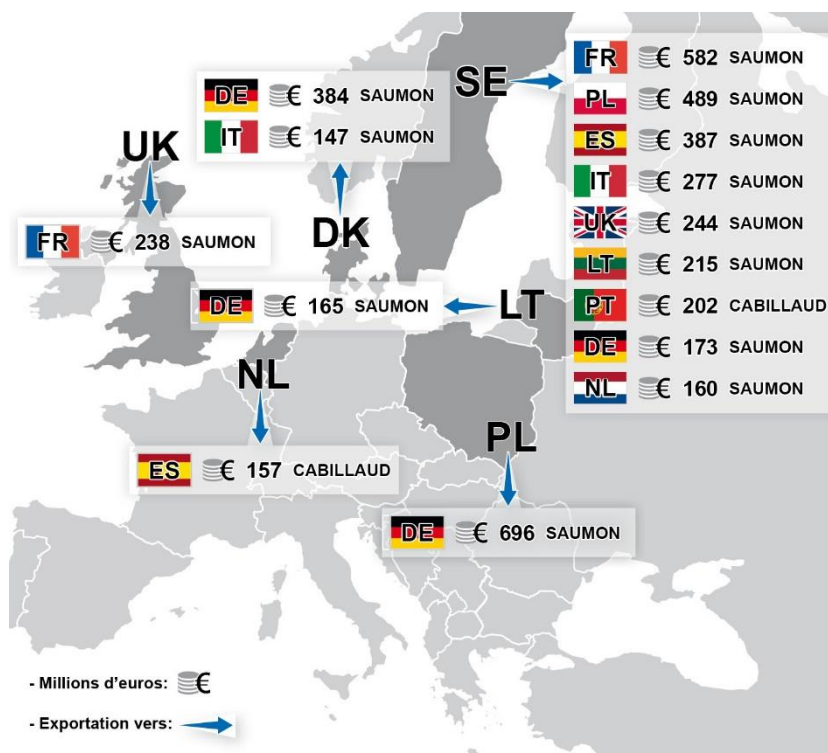 SE
FR € 582 SAUMON
PL € 489 SAUMON
ES € 387 SAUMON
IT € 277 SAUMON
UK € 244 SAUMON
LT € 215 SAUMON
PT € 202 CABILLAUD
DE € 173 SAUMON
NL € 160 SAUMON
DE € 384 SAUMON
IT € 147 SAUMON
DK
UK
FR € 238 SAUMON
DE € 165 SAUMON
LT
NL
ES € 157 CABILLAUD
PL
DE € 696 SAUMON
- Millions d'euros: €
- Exportation vers: